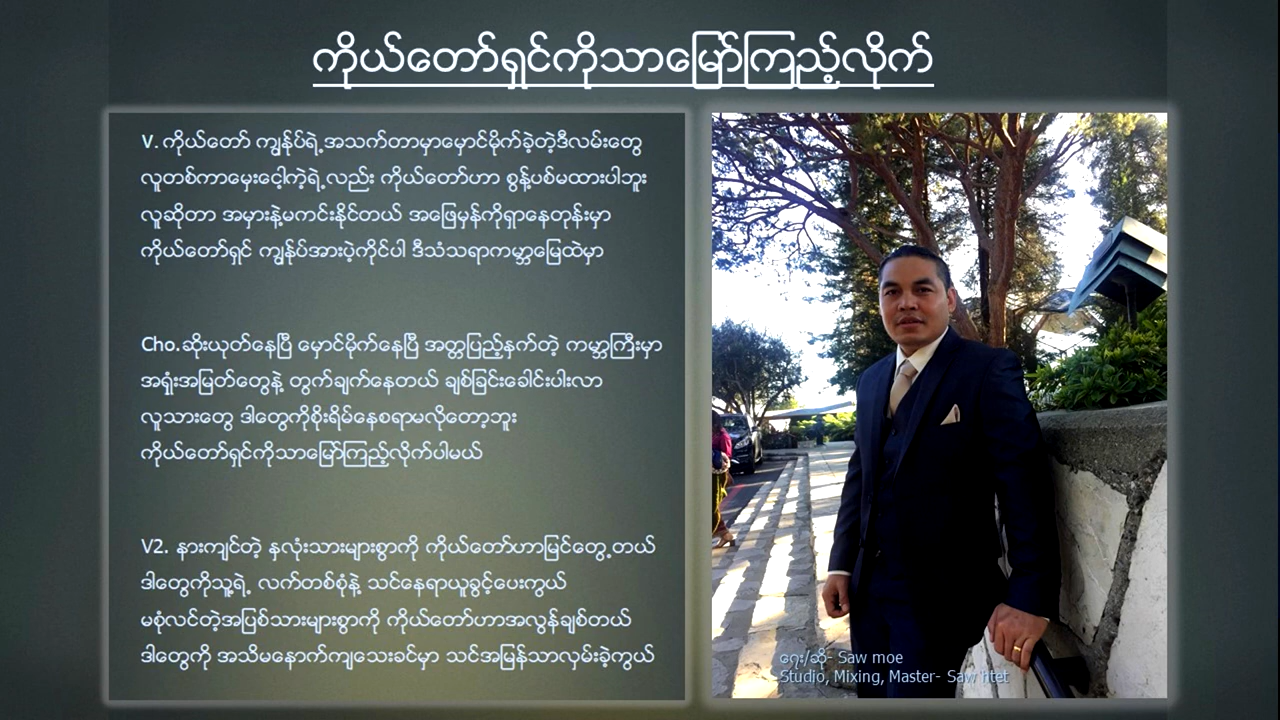 ကိုယ်တော်ရှင်ကိုသာမြော်ကြည့်လိုက်
V. ကိုယ်တော် ကျွန်ုပ်ရဲ့အသက်တာမှာမှောင်မိုက်ခဲ့တဲ့ဒီလမ်းတွေ
လူတစ်ကာမေ့ငေါ့ကဲ့ရဲ့လည်း ကိုယ်တော်ဟာ စွန့်ပစ်မထားပါဘူး
လူဆိုတာ အမှားနဲ့မကင်းနိုင်တယ် အဖြေမှန်ကိုရှာနေတုန်းမှာ
ကိုယ်တော်ရှင် ကျွန်ုပ်အားပဲ့ကိုင်ပါ ဒီသံသရာကမ္ဘာမြေထဲမှာ
Cho.ဆိုးယုတ်နေပြီ မှောင်မိုက်နေပြီ အတ္တပြည့်နှက်တဲ့ ကမ္ဘာကြီးမှာ
အရှုံးအမြတ်တွေနဲ့ တွက်ချက်နေတယ် ချစ်ခြင်းခေါင်းပါးလာ
လူသားတွေ ဒါတွေကိုစိုးရိမ်နေစရာမလိုတော့ဘူး
ကိုယ်တော်ရှင်ကိုသာမြော်ကြည့်လိုက်ပါမယ်
V2. နားကျင်တဲ့ နှလုံးသားများစွာကို ကိုယ်တော်ဟာမြင်တွေ့တယ်
ဒါတွေကိုသူ့ရဲ့ လက်တစ်စုံနဲ့ သင်နေရာယူခွင့်ပေးကွယ်
မစုံလင်တဲ့အပြစ်သားများစွာကို ကိုယ်တော်ဟာအလွန်ချစ်တယ်
ဒါတွေကို အသိမနောက်ကျသေးခင်မှာ သင်အမြန်သာလှမ်းခဲ့ကွယ်
ရေး/ဆို- Saw moe
Studio, Mixing, Master- Saw htet